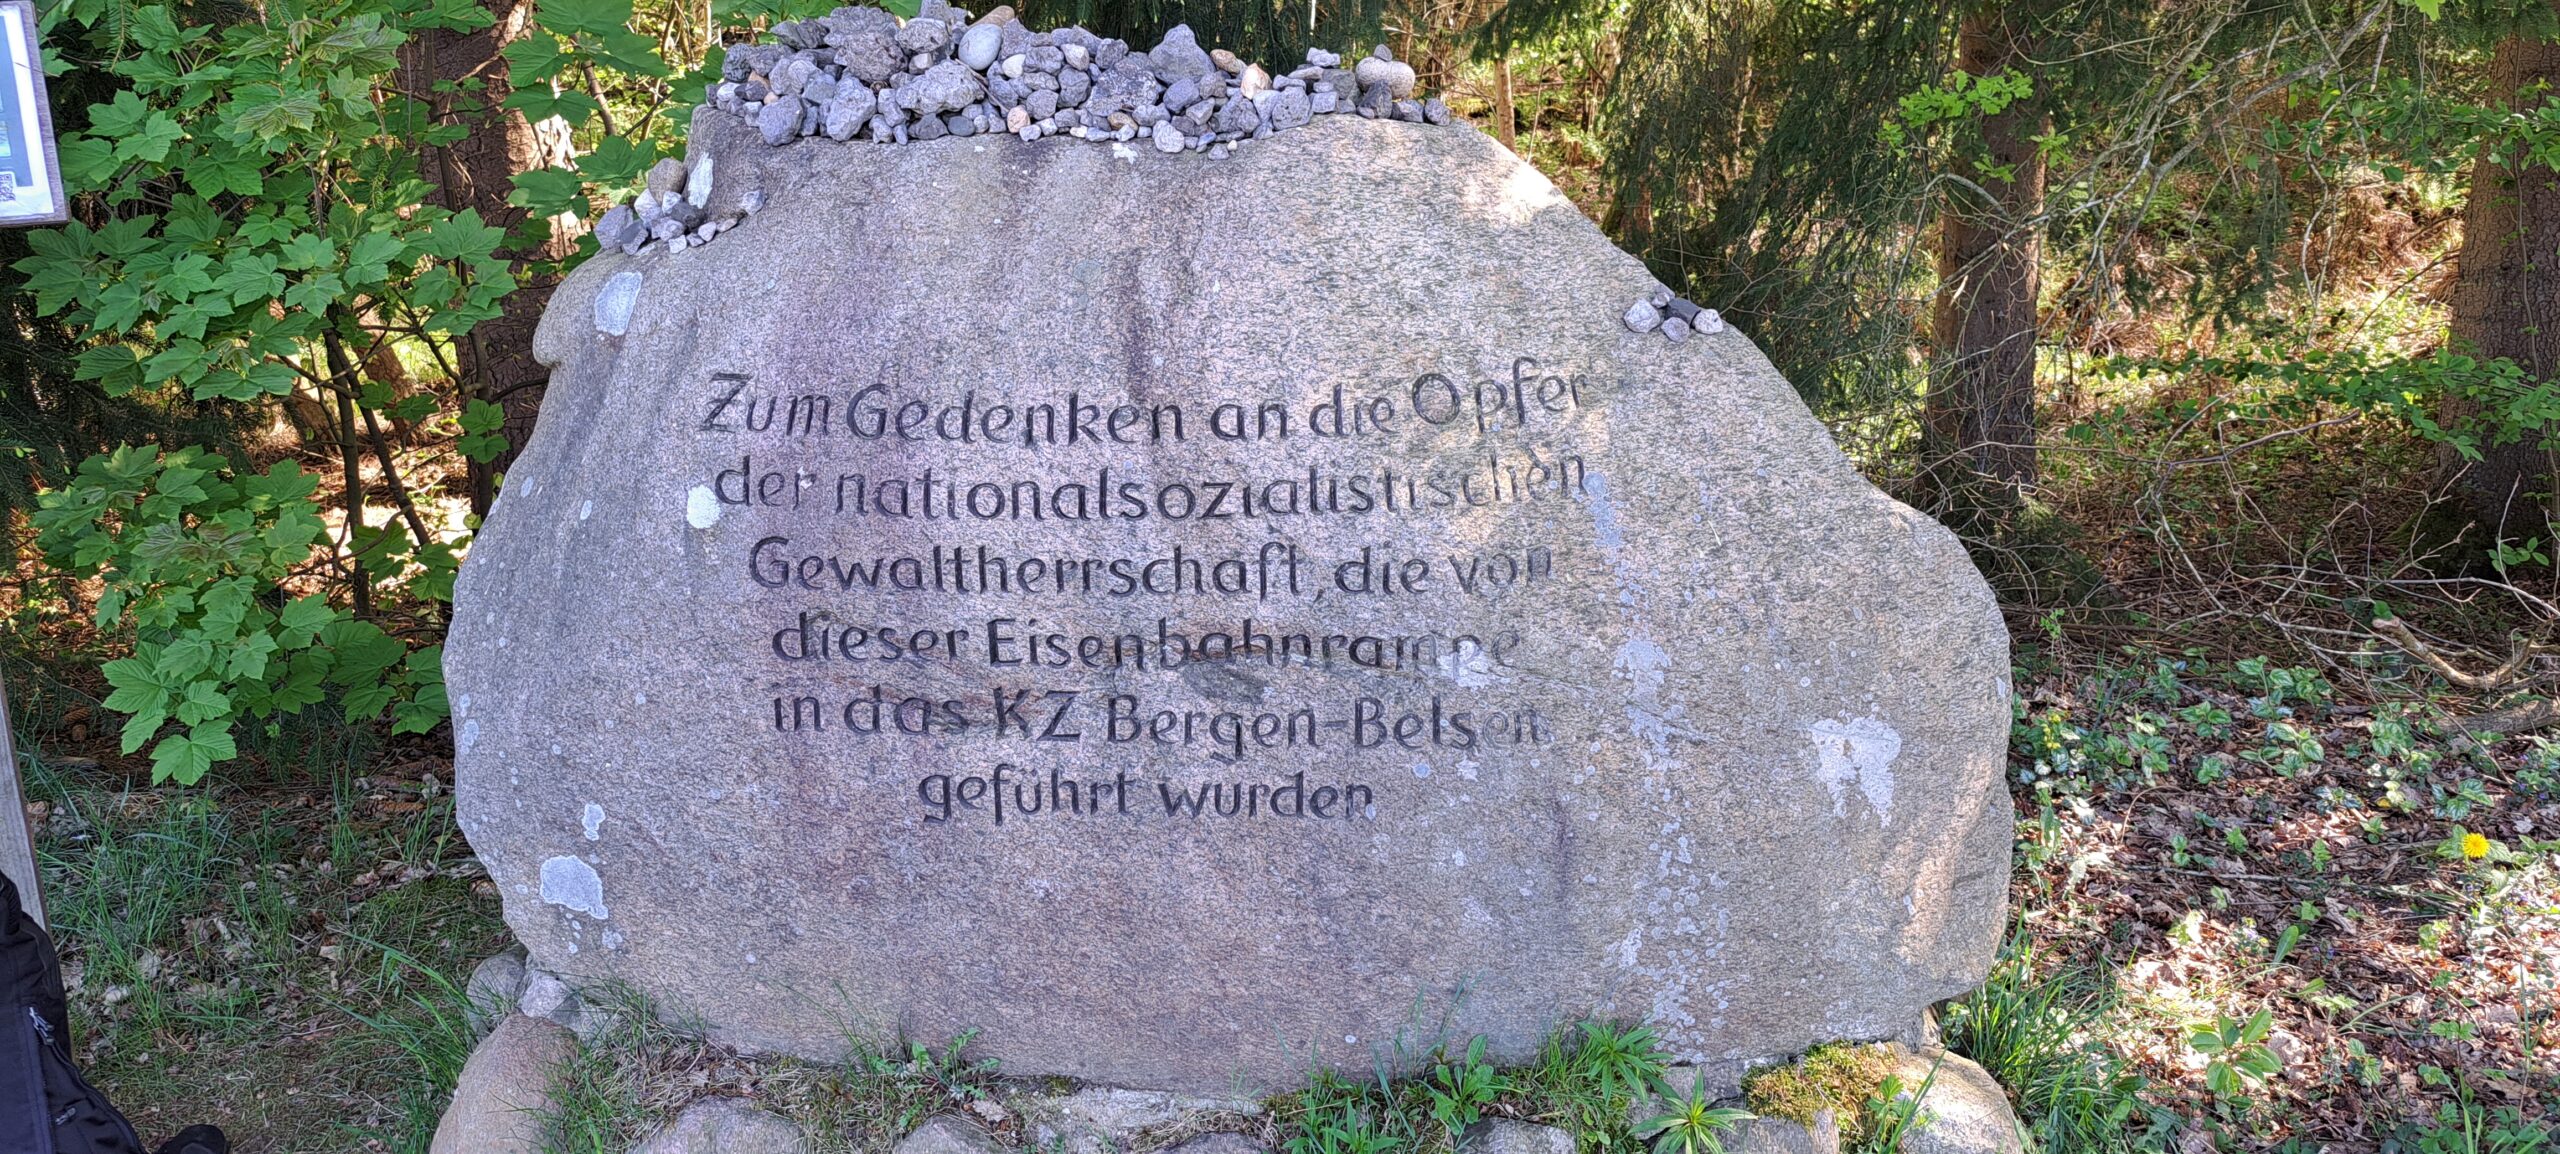 Zum Gedenken an die Opfer
der nationalsozialistischen
Gewaltherrschaft, die von
dieser Eisenbahnrampe
in das KZ Bergen-Belsen
geführt wurden